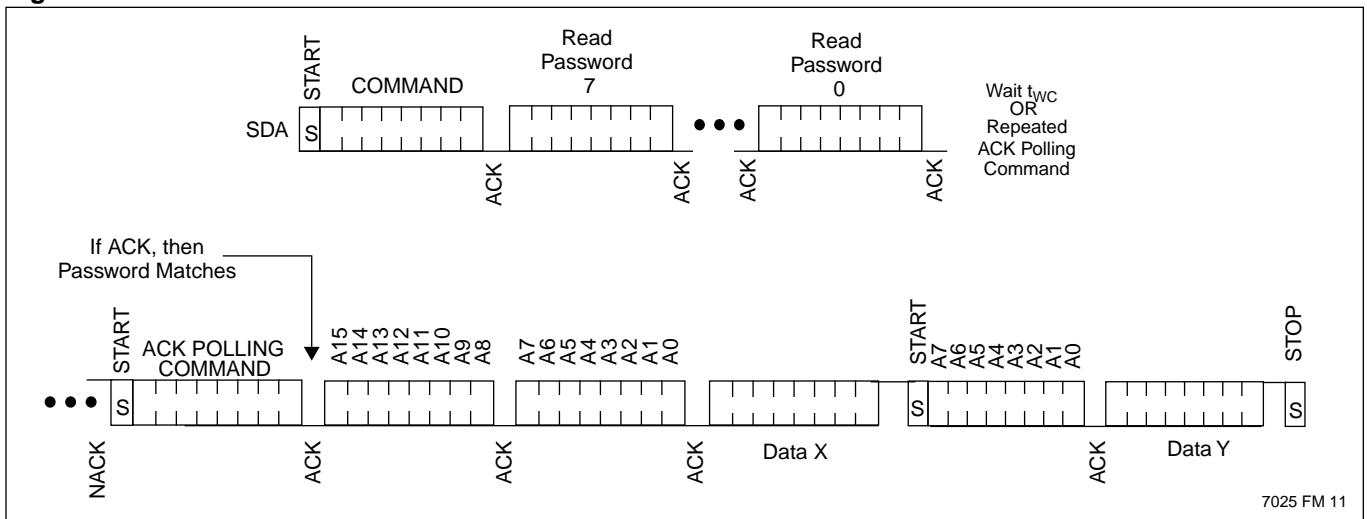 START
COMMAND
Read
Password
7
Read
Password
0
Wait tWC
OR
Repeated
ACK Polling
Command
SDA
S
ACK
ACK
ACK
ACK
If ACK, then
Password Matches
START
ACK POLLING
COMMAND
A15
A14
A13
A12
A11
A10
A9
A8
A7
A6
A5
A4
A3
A2
A1
A0
START
A7
A6
A5
A4
A3
A2
A1
A0
STOP
S
S
S
NACK
ACK
ACK
ACK
Data X
ACK
Data Y
7025 FM 11